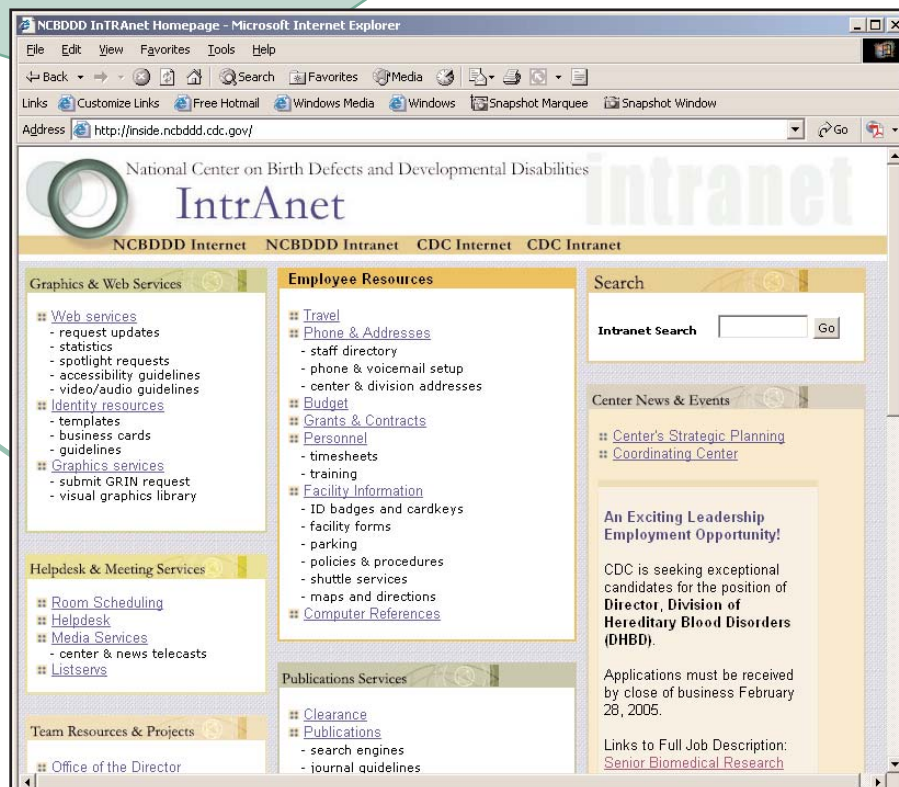 NCBDDD InTRAnet Homepage - Microsoft Internet Explorer
File Edit View Favorites Tools Help
Back Search Favorites Media
Links Customize Links Free Hotmail Windows Media Windows Snapshot Marquee Snapshot Window
Address http://inside.ncbddd.cdc.gov/ Go
National Center on Birth Defects and Developmental Disabilities
intranet
IntrAnet
NCBDDD Internet NCBDDD Intranet CDC Internet CDC Intranet
Graphics & Web Services
Web services
- request updates
- statistics
- spotlight requests
- accessibility guidelines
- video/audio guidelines
Identity resources
- templates
- business cards
- guidelines
Graphics services
- submit GRIN request
- visual graphics library
Helpdesk & Meeting Services
Room Scheduling
Helpdesk
Media Services
- center & news telecasts
Listservs
Team Resources & Projects
Office of the Director
Employee Resources
Travel
Phone & Addresses
- staff directory
- phone & voicemail setup
- center & division addresses
Budget
Grants & Contracts
Personnel
- timesheets
- training
Facility Information
- ID badges and cardkeys
- facility forms
- parking
- policies & procedures
- shuttle services
- maps and directions
Computer References
Publications Services
Clearance
Publications
- search engines
- journal guidelines
Search
Intranet Search Go
Center News & Events
Center's Strategic Planning
Coordinating Center
An Exciting Leadership
Employment Opportunity!
CDC is seeking exceptional
candidates for the position of
Director, Division of
Hereditary Blood Disorders
(DHBD).
Applications must be received
by close of business February
28, 2005.
Links to Full Job Description:
Senior Biomedical Research